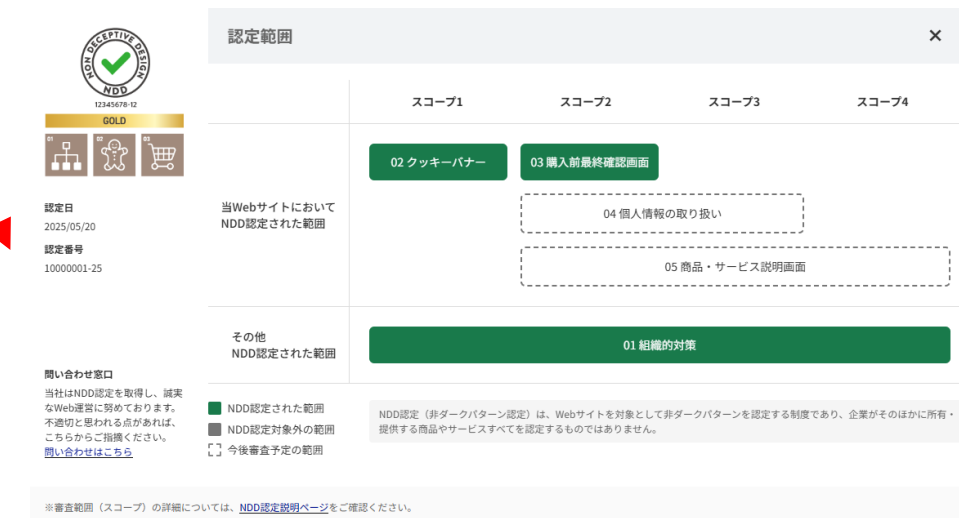 NON DECEPTIVE DESIGN
NDD
12345678-12
GOLD
01
02
03
認定日
2025/05/20
認定番号
10000001-25
問い合わせ窓口
当社はNDD認定を取得し、誠実
なWeb運営に努めております。
不適切と思われる点があれば、
こちらからご指摘ください。
問い合わせはこちら
認定範囲
×
スコープ1
スコープ2
スコープ3
スコープ4
当Webサイトにおいて
NDD認定された範囲
02 クッキーバナー
03 購入前最終確認画面
04 個人情報の取り扱い
05 商品・サービス説明画面
その他
NDD認定された範囲
01 組織的対策
NDD認定された範囲
NDD認定対象外の範囲
今後審査予定の範囲
NDD認定（非ダークパターン認定）は、Webサイトを対象として非ダークパターンを認定する制度であり、企業がそのほかに所有・
提供する商品やサービスすべてを認定するものではありません。
※審査範囲（スコープ）の詳細については、NDD認定説明ページをご確認ください。